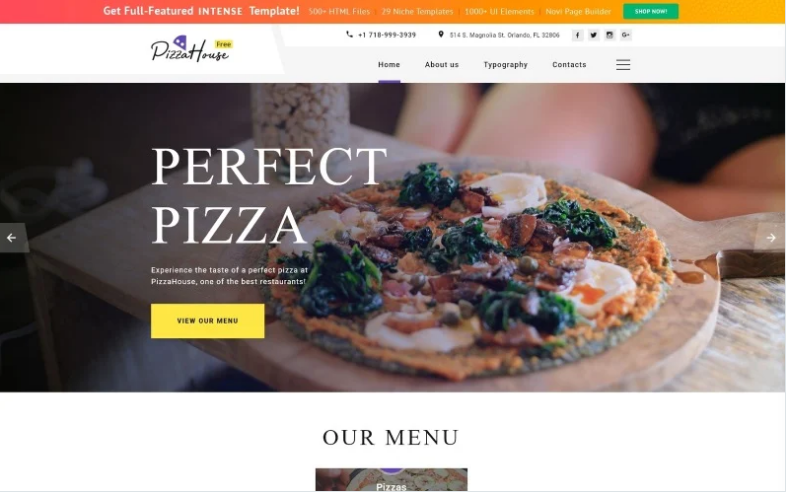 Get Full-Featured INTENSE Template! 500+ HTML Files | 29 Niche Templates | 1000+ UI Elements | Novi Page Builder SHOP NOW!
PizzaHouse Free
+1 718-999-3939 514 S. Magnolia St. Orlando, FL 32806 G+
Home About us Typography Contacts
PERFECT
PIZZA
Experience the taste of a perfect pizza at
PizzaHouse, one of the best restaurants!
VIEW OUR MENU
OUR MENU
Pizzas